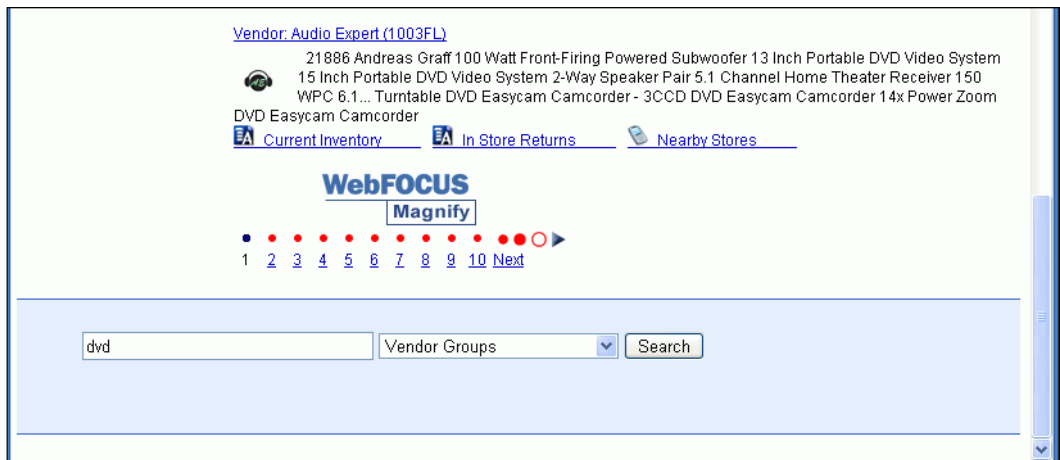 Vendor: Audio Expert (1003FL)
21886 Andreas Graff 100 Watt Front-Firing Powered Subwoofer 13 Inch Portable DVD Video System
15 Inch Portable DVD Video System 2-Way Speaker Pair 5.1 Channel Home Theater Receiver 150
WPC 6.1... Turntable DVD Easycam Camcorder - 3CCD DVD Easycam Camcorder 14x Power Zoom
DVD Easycam Camcorder
Current Inventory In Store Returns Nearby Stores
WebFOCUS
Magnify
1 2 3 4 5 6 7 8 9 10 Next
dvd Vendor Groups Search